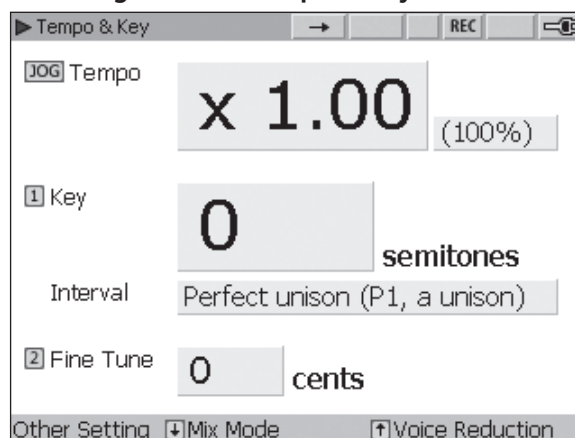 Tempo & Key → REC
JOG Tempo
x 1.00
(100%)
1 Key
0
semitones
Interval Perfect unison (P1, a unison)
2 Fine Tune
0 cents
Other Setting ↓ Mix Mode ↑ Voice Reduction